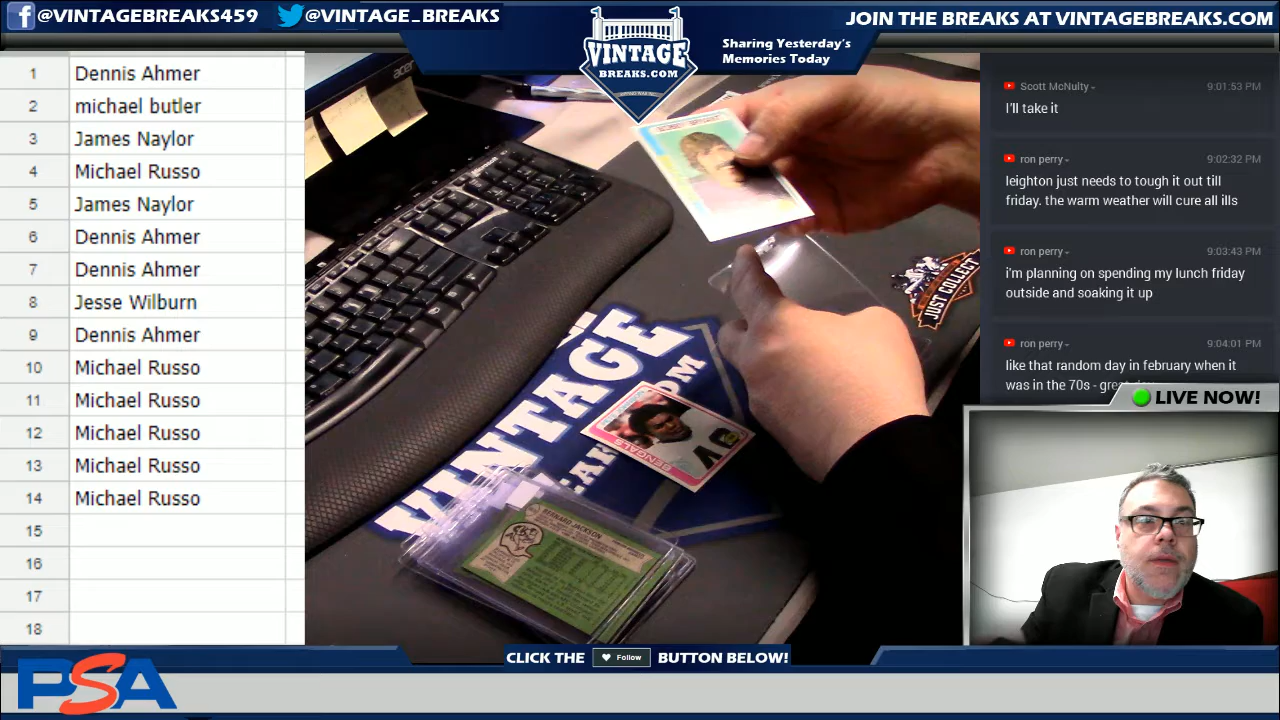 @VINTAGEBREAKS459
@VINTAGE_BREAKS
VINTAGE
BREAKS.COM
Sharing Yesterday's
Memories Today
JOIN THE BREAKS AT VINTAGEBREAKS.COM
1 Dennis Ahmer
2 michael butler
3 James Naylor
4 Michael Russo
5 James Naylor
6 Dennis Ahmer
7 Dennis Ahmer
8 Jesse Wilburn
9 Dennis Ahmer
10 Michael Russo
11 Michael Russo
12 Michael Russo
13 Michael Russo
14 Michael Russo
15
16
17
18
acer
JUST COLLECT
VINTAGE
BENGALS
BERNARD JACKSON
Scott McNulty 9:01:53 PM
I'll take it
ron perry 9:02:32 PM
leighton just needs to tough it out till
friday. the warm weather will cure all ills
ron perry 9:03:43 PM
i'm planning on spending my lunch friday
outside and soaking it up
ron perry 9:04:01 PM
like that random day in february when it
was in the 70s -
LIVE NOW!
CLICK THE Follow BUTTON BELOW!
PSA